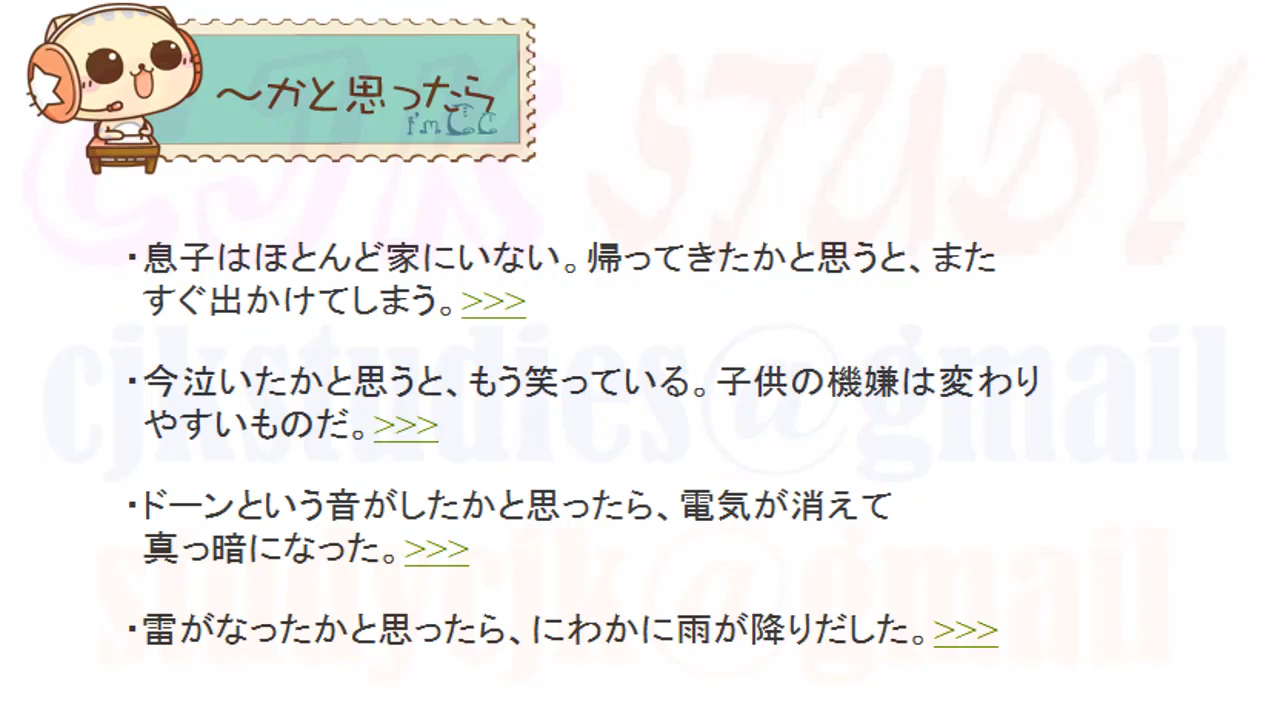 ～かと思ったら
I'm CC
CJK STUDY
・息子はほとんど家にいない。帰ってきたかと思うと、また
すぐ出かけてしまう。>>>
cjkstudies@gmail
・今泣いたかと思うと、もう笑っている。子供の機嫌は変わり
やすいものだ。>>>
・ドーンという音がしたかと思ったら、電気が消えて
真っ暗になった。>>>
studycjk@gmail
・雷がなったかと思ったら、にわかに雨が降りだした。>>>